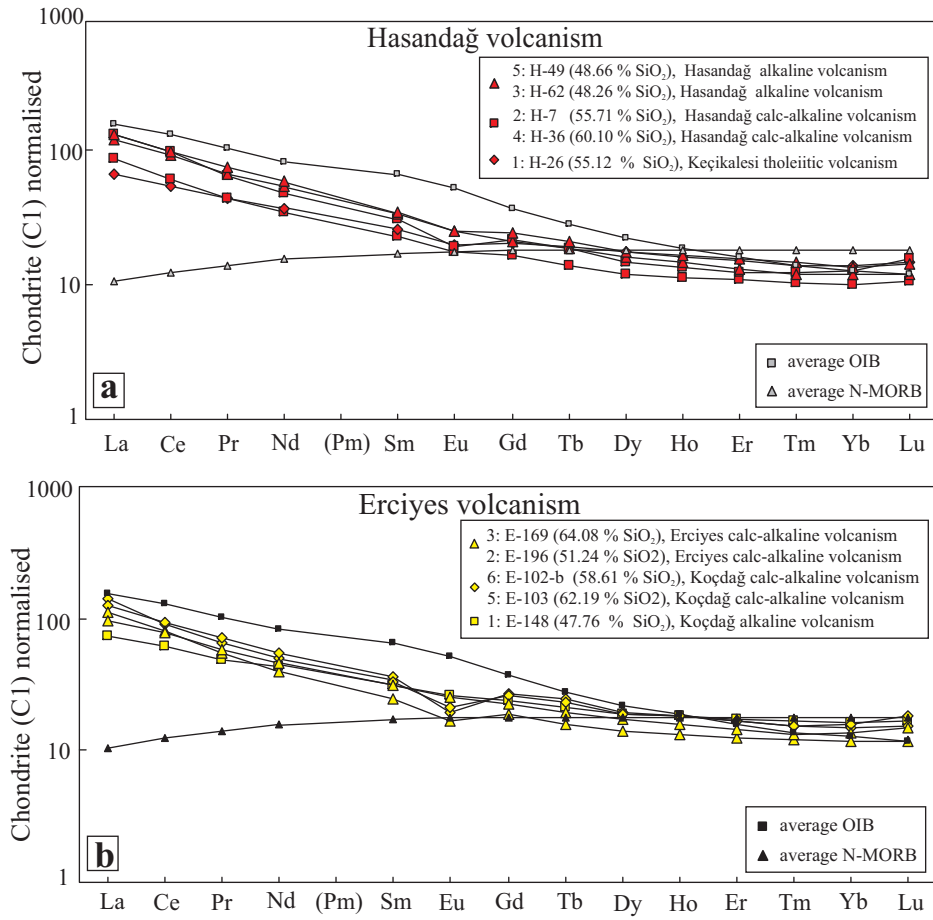 1000
Hasandağ volcanism
5: H-49 (48.66 % SiO₂), Hasandağ alkaline volcanism
3: H-62 (48.26 % SiO₂), Hasandağ alkaline volcanism
2: H-7 (55.71 % SiO₂), Hasandağ calc-alkaline volcanism
4: H-36 (60.10 % SiO₂), Hasandağ calc-alkaline volcanism
1: H-26 (55.12 % SiO₂), Keçikalesi tholeiitic volcanism
100
Chondrite (C1) normalised
10
average OIB
average N-MORB
a
1
La Ce Pr Nd (Pm) Sm Eu Gd Tb Dy Ho Er Tm Yb Lu
1000
Erciyes volcanism
3: E-169 (64.08 % SiO₂), Erciyes calc-alkaline volcanism
2: E-196 (51.24 % SiO2), Erciyes calc-alkaline volcanism
6: E-102-b (58.61 % SiO₂), Koçdağ calc-alkaline volcanism
5: E-103 (62.19 % SiO2), Koçdağ calc-alkaline volcanism
1: E-148 (47.76 % SiO₂), Koçdağ alkaline volcanism
100
Chondrite (C1) normalised
10
average OIB
average N-MORB
b
1
La Ce Pr Nd (Pm) Sm Eu Gd Tb Dy Ho Er Tm Yb Lu